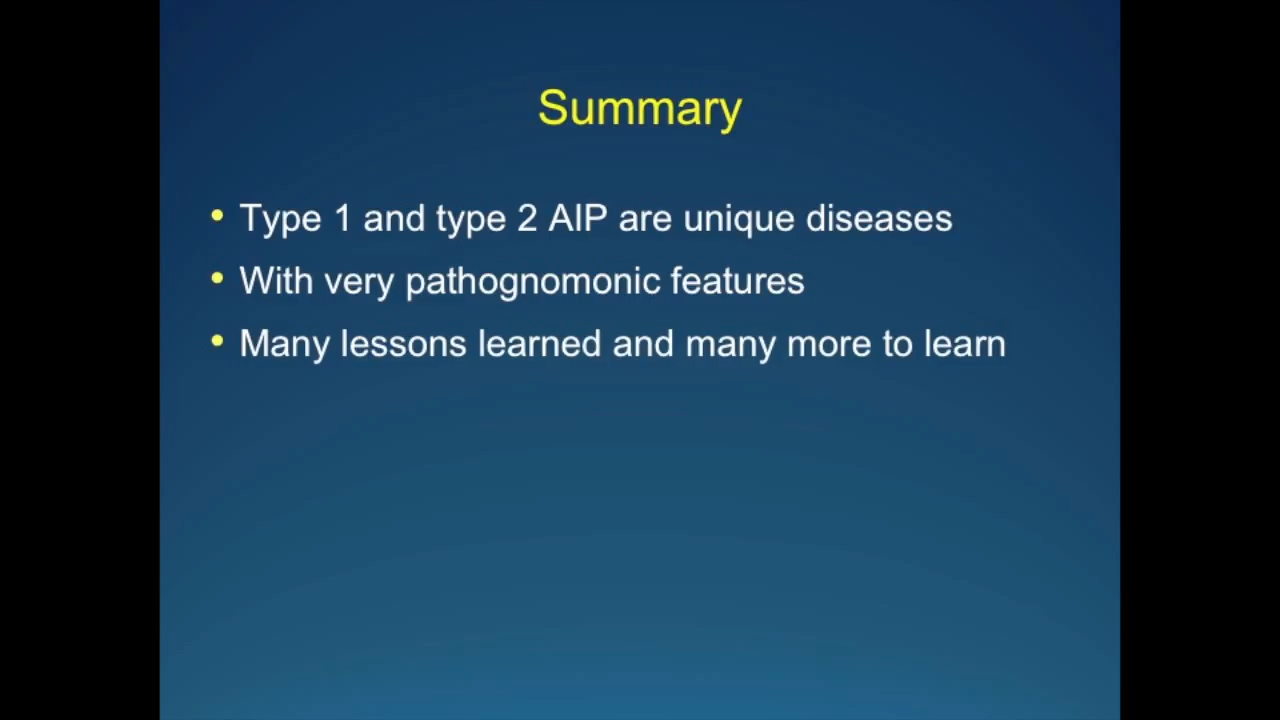 Summary
• Type 1 and type 2 AIP are unique diseases
• With very pathognomonic features
• Many lessons learned and many more to learn